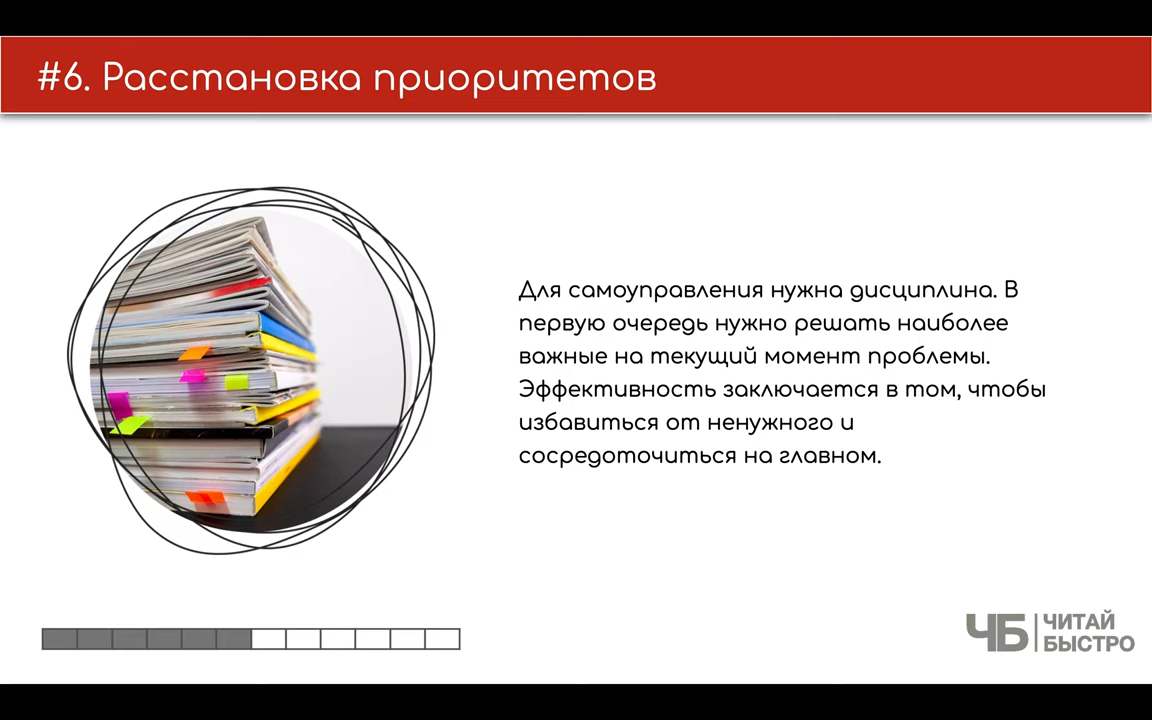 #6. Расстановка приоритетов
Для самоуправления нужна дисциплина. В
первую очередь нужно решать наиболее
важные на текущий момент проблемы.
Эффективность заключается в том, чтобы
избавиться от ненужного и
сосредоточиться на главном.
ЧБ ЧИТАЙ
БЫСТРО